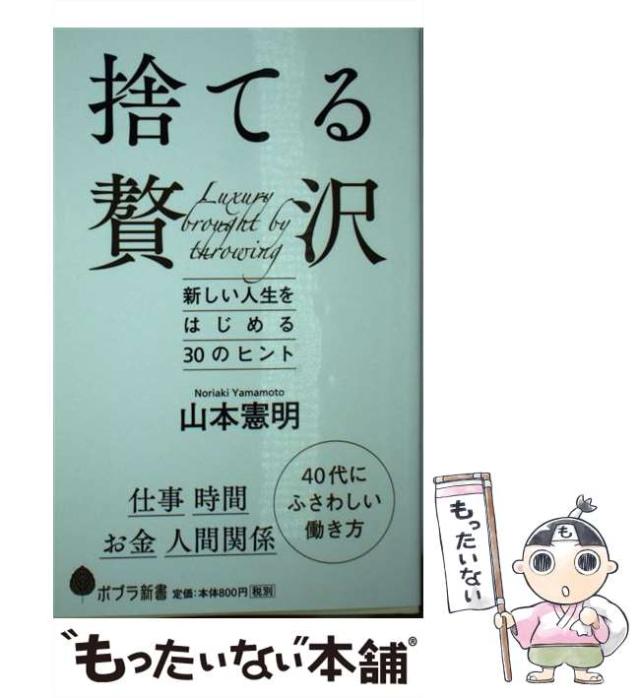 捨てる
贅沢
Luxury
brought by
throwing
新しい人生を
はじめる
30のヒント
Noriaki Yamamoto
山本憲明
40代に
ふさわしい
働き方
仕事 時間
お金 人間関係
ポプラ新書 定価:本体800円 税別
もったいない
も
"もったいない"本舗®